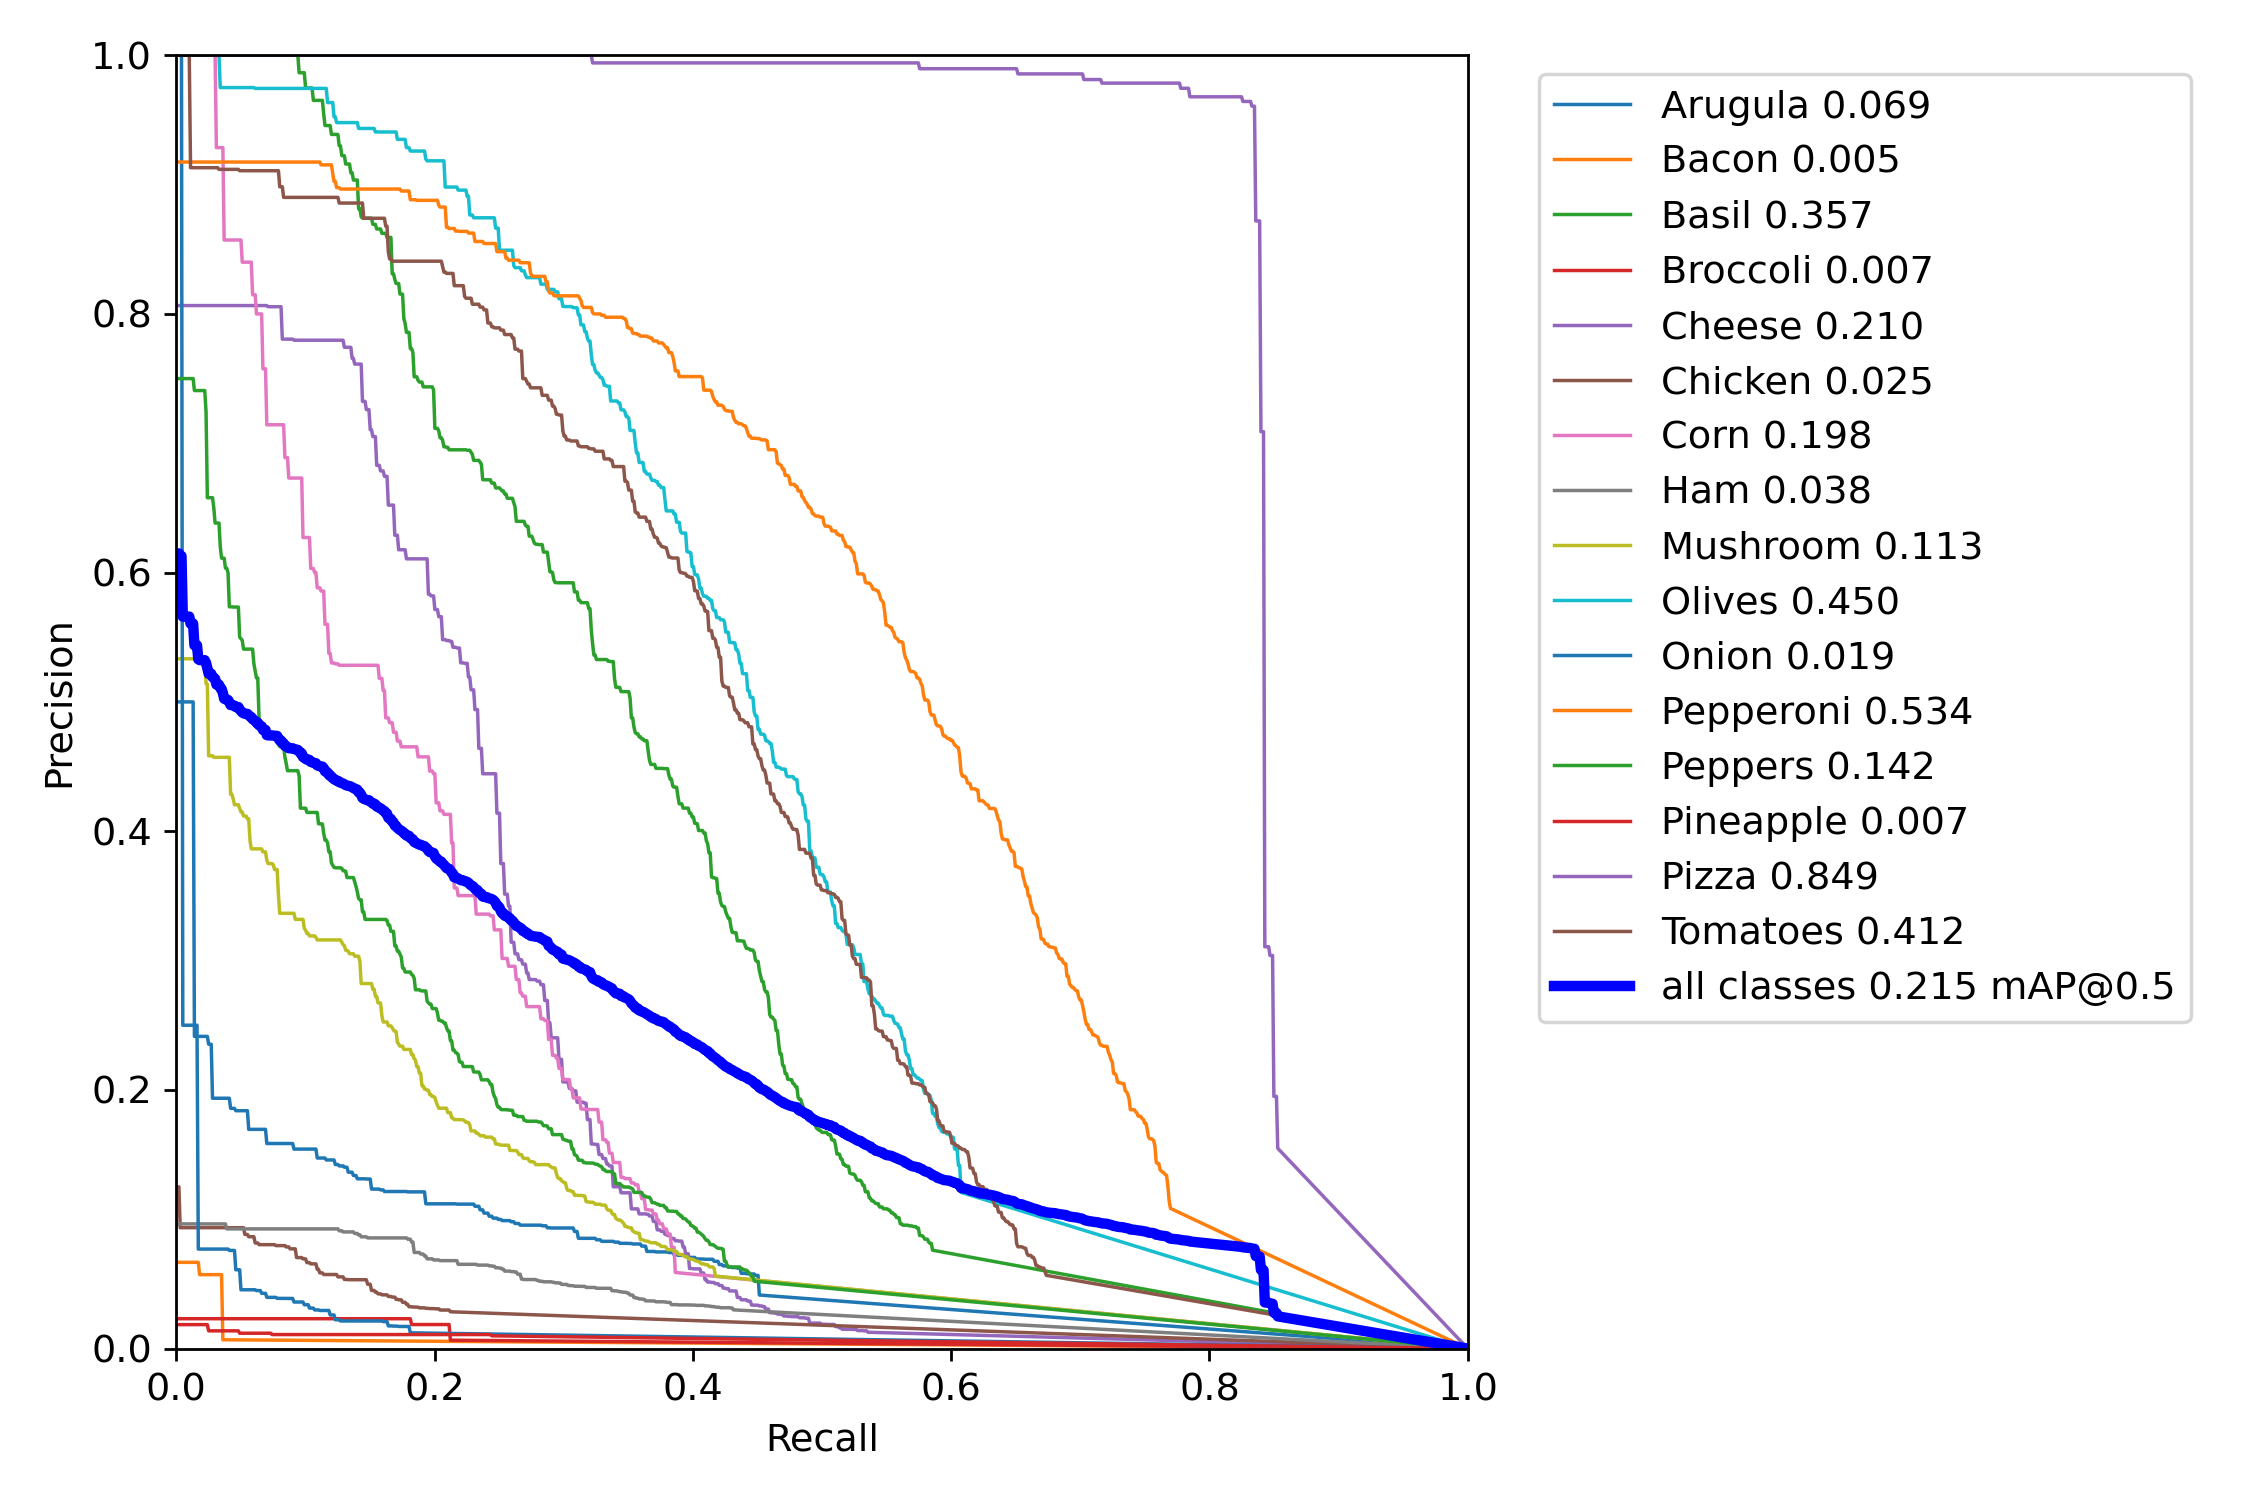 1.0
0.8
0.6
0.4
0.2
0.0
Precision
0.0 0.2 0.4 0.6 0.8 1.0
Recall
Arugula 0.069
Bacon 0.005
Basil 0.357
Broccoli 0.007
Cheese 0.210
Chicken 0.025
Corn 0.198
Ham 0.038
Mushroom 0.113
Olives 0.450
Onion 0.019
Pepperoni 0.534
Peppers 0.142
Pineapple 0.007
Pizza 0.849
Tomatoes 0.412
all classes 0.215 mAP@0.5